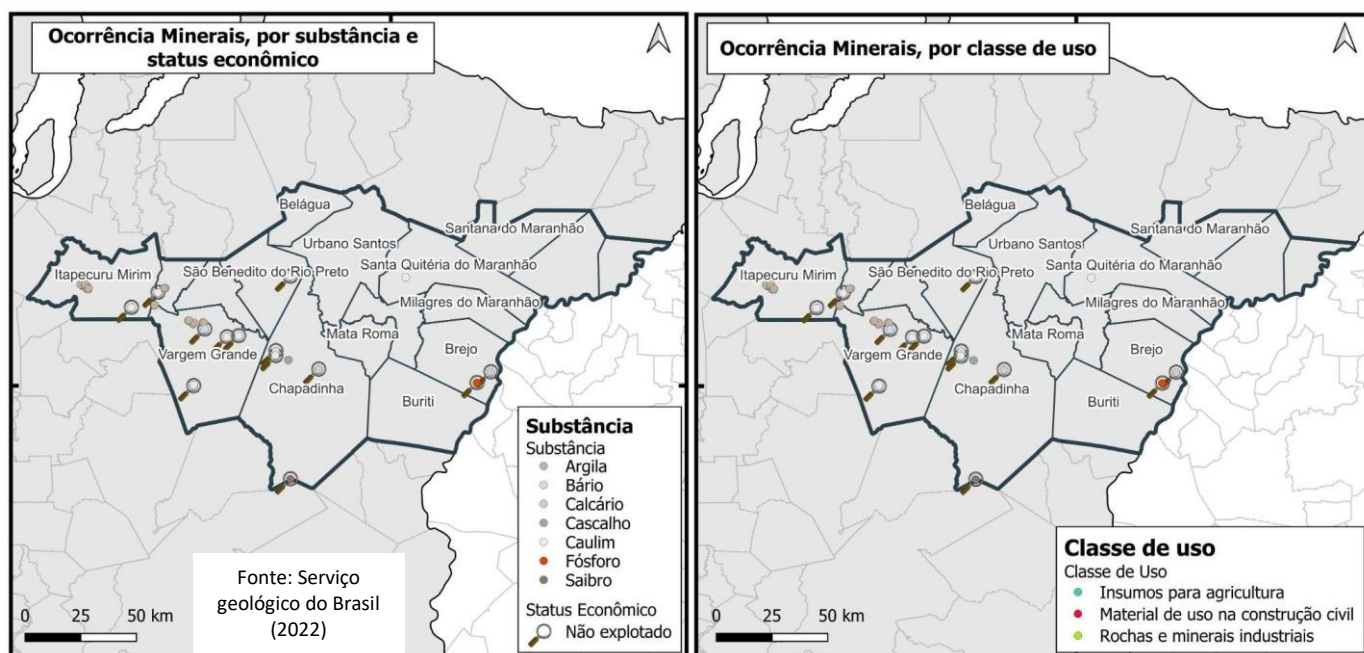 Ocorrência Minerais, por substância e
status econômico
Belágua
Santana do Maranhão
Urbano Santos
Itapecuru Mirim
São Benedito do Rio Preto
Santa Quitéria do Maranhão
Milagres do Maranhão
Mata Roma
Vargem Grande
Brejo
Chapadinha
Buriti
Substância
Substância
Argila
Bário
Calcário
Cascalho
Caulim
Fósforo
Saibro
Status Econômico
Não explotado
Fonte: Serviço
geológico do Brasil
(2022)
0 25 50 km
Ocorrência Minerais, por classe de uso
Belágua
Santana do Maranhão
Urbano Santos
Itapecuru Mirim
São Benedito do Rio Preto
Santa Quitéria do Maranhão
Milagres do Maranhão
Mata Roma
Vargem Grande
Brejo
Chapadinha
Buriti
Classe de uso
Classe de Uso
Insumos para agricultura
Material de uso na construção civil
Rochas e minerais industriais
0 25 50 km